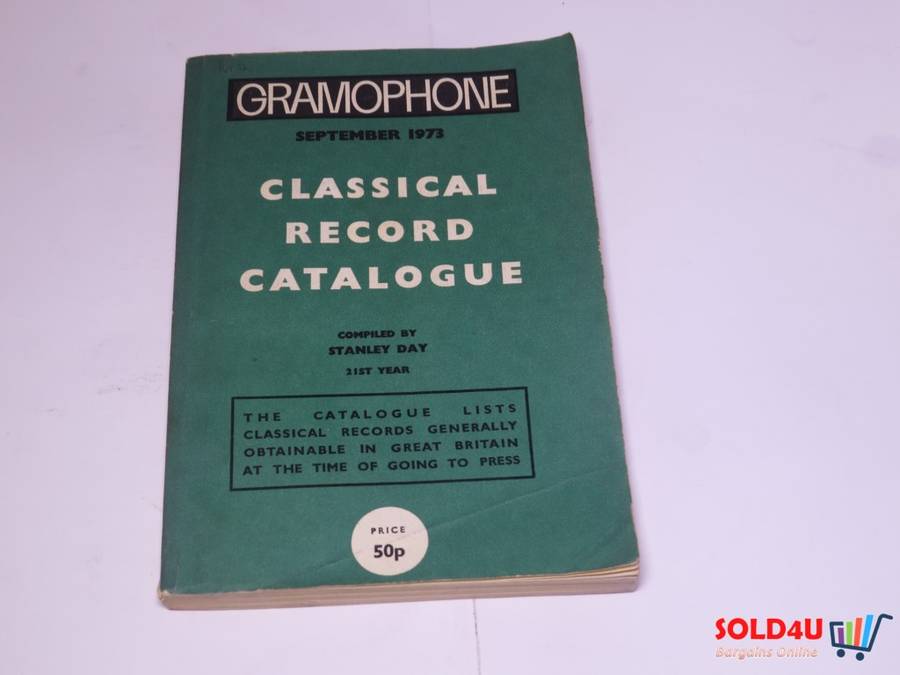 GRAMOPHONE
SEPTEMBER 1973
CLASSICAL
RECORD
CATALOGUE
COMPILED BY
STANLEY DAY
21ST YEAR
THE CATALOGUE LISTS
CLASSICAL RECORDS GENERALLY
OBTAINABLE IN GREAT BRITAIN
AT THE TIME OF GOING TO PRESS
PRICE
50p
SOLD4U
Bargains Online